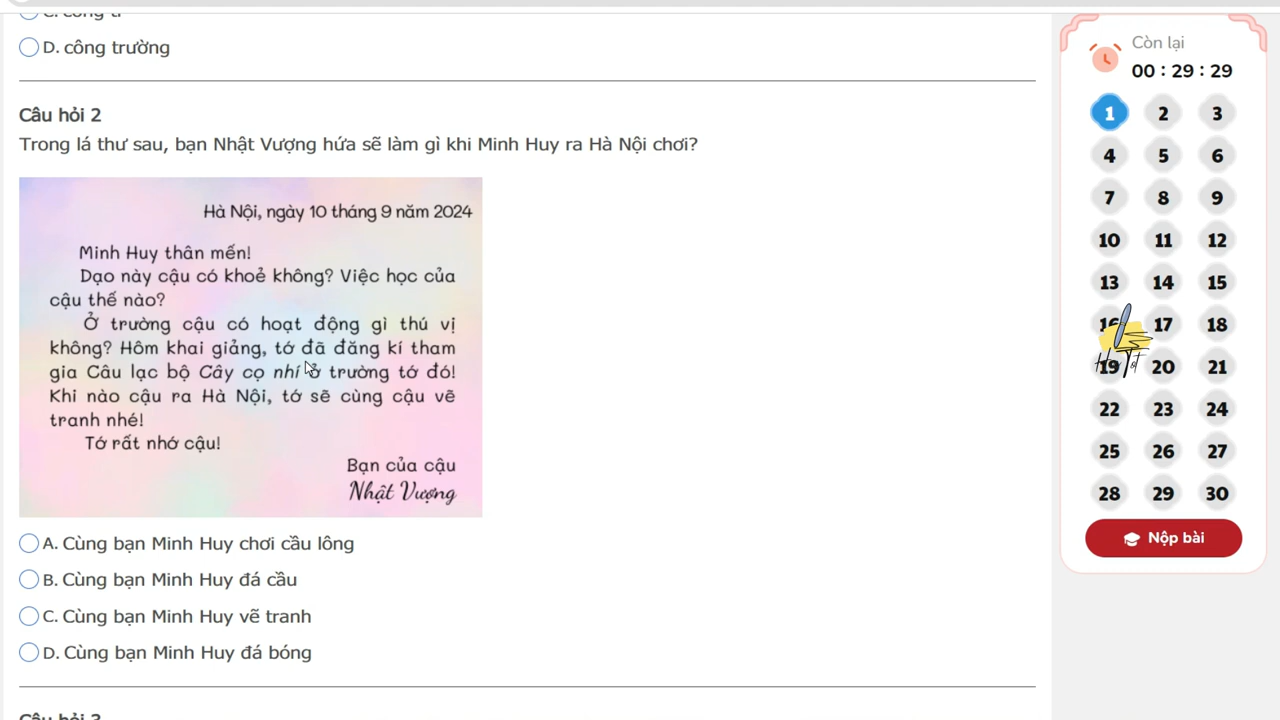 D. công trường
Câu hỏi 2
Trong lá thư sau, bạn Nhật Vượng hứa sẽ làm gì khi Minh Huy ra Hà Nội chơi?
Hà Nội, ngày 10 tháng 9 năm 2024
Minh Huy thân mến!
Dạo này cậu có khoẻ không? Việc học của
cậu thế nào?
Ở trường cậu có hoạt động gì thú vị
không? Hôm khai giảng, tớ đã đăng kí tham
gia Câu lạc bộ Cây cọ nhí ở trường tớ đó!
Khi nào cậu ra Hà Nội, tớ sẽ cùng cậu vẽ
tranh nhé!
Tớ rất nhớ cậu!
Bạn của cậu
Nhật Vượng
A. Cùng bạn Minh Huy chơi cầu lông
B. Cùng bạn Minh Huy đá cầu
C. Cùng bạn Minh Huy vẽ tranh
D. Cùng bạn Minh Huy đá bóng
Câu hỏi 3
Còn lại
00 : 29 : 29
1 2 3
4 5 6
7 8 9
10 11 12
13 14 15
16 17 18
19 20 21
22 23 24
25 26 27
28 29 30
Nộp bài